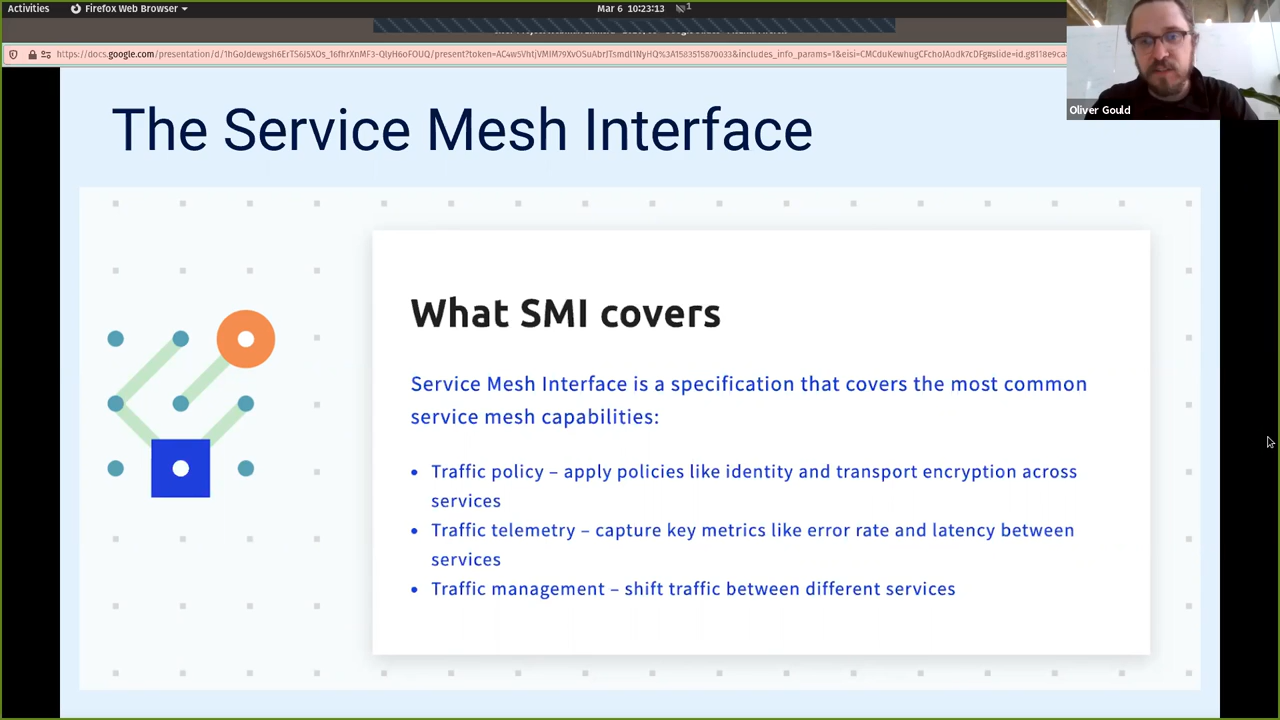 Activities
Firefox Web Browser
Mar 6 10:23:13
1
Oliver Gould
The Service Mesh Interface
What SMI covers
Service Mesh Interface is a specification that covers the most common
service mesh capabilities:
• Traffic policy – apply policies like identity and transport encryption across
services
• Traffic telemetry – capture key metrics like error rate and latency between
services
• Traffic management – shift traffic between different services